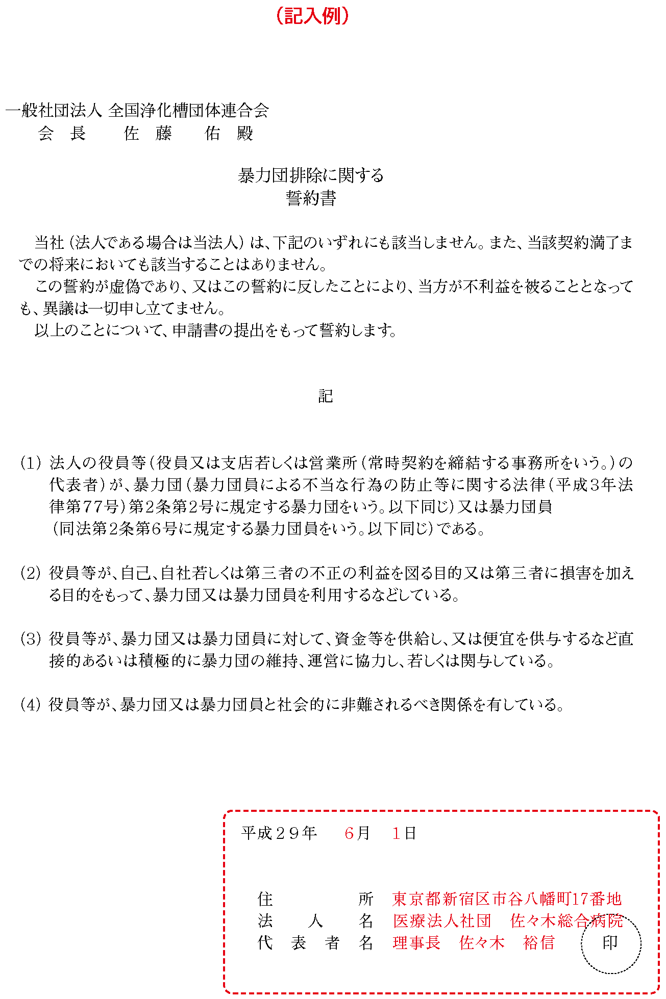 （記入例）
一般社団法人 全国浄化槽団体連合会
会　長　　佐　藤　　佑　殿
暴力団排除に関する
誓約書
当社（法人である場合は当法人）は、下記のいずれにも該当しません。また、当該契約満了ま
での将来においても該当することはありません。
この誓約が虚偽であり、又はこの誓約に反したことにより、当方が不利益を被ることとなって
も、異議は一切申し立てません。
以上のことについて、申請書の提出をもって誓約します。
記
（1）法人の役員等（役員又は支店若しくは営業所（常時契約を締結する事務所をいう。）の
代表者）が、暴力団（暴力団員による不当な行為の防止等に関する法律（平成３年法
律第７７号）第２条第２号に規定する暴力団をいう。以下同じ）又は暴力団員
（同法第２条第６号に規定する暴力団員をいう。以下同じ）である。
（2）役員等が、自己、自社若しくは第三者の不正の利益を図る目的又は第三者に損害を加え
る目的をもって、暴力団又は暴力団員を利用するなどしている。
（3）役員等が、暴力団又は暴力団員に対して、資金等を供給し、又は便宜を供与するなど直
接的あるいは積極的に暴力団の維持、運営に協力し、若しくは関与している。
（4）役員等が、暴力団又は暴力団員と社会的に非難されるべき関係を有している。
平成２９年　６月　１日
住　　　所　東京都新宿区市谷八幡町17番地
法　人　名　医療法人社団　佐々木総合病院
代　表　者　名　理事長　佐々木　裕信　　印